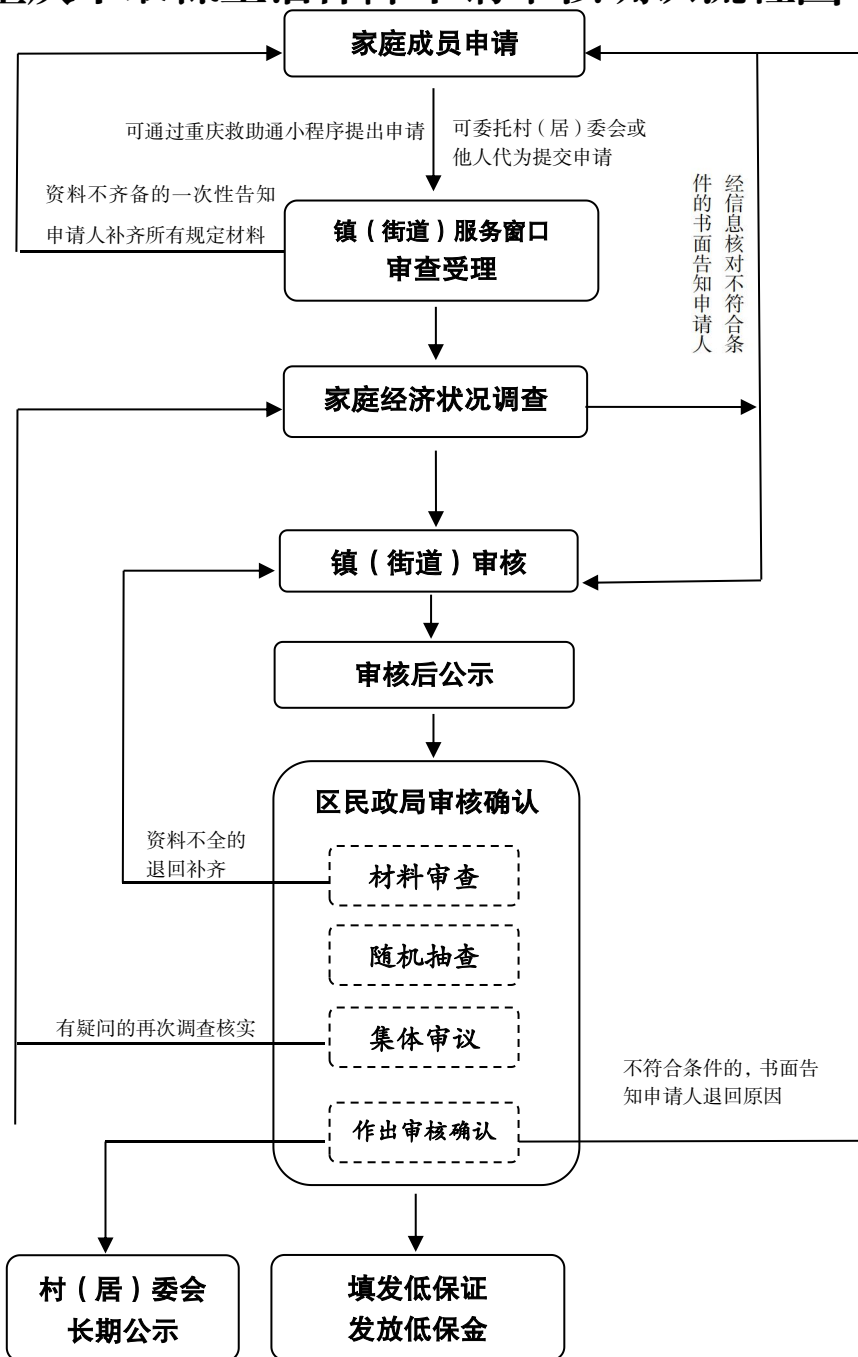 家庭成员申请
可通过重庆救助通小程序提出申请
可委托村（居）委会或
他人代为提交申请
资料不齐备的一次性告知
申请人补齐所有规定材料
镇（街道）服务窗口
审查受理
经信息核对不符合条
件的书面告知申请人
家庭经济状况调查
镇（街道）审核
审核后公示
区民政局审核确认
资料不全的
退回补齐
材料审查
随机抽查
有疑问的再次调查核实
集体审议
不符合条件的，书面告
知申请人退回原因
作出审核确认
村（居）委会
长期公示
填发低保证
发放低保金